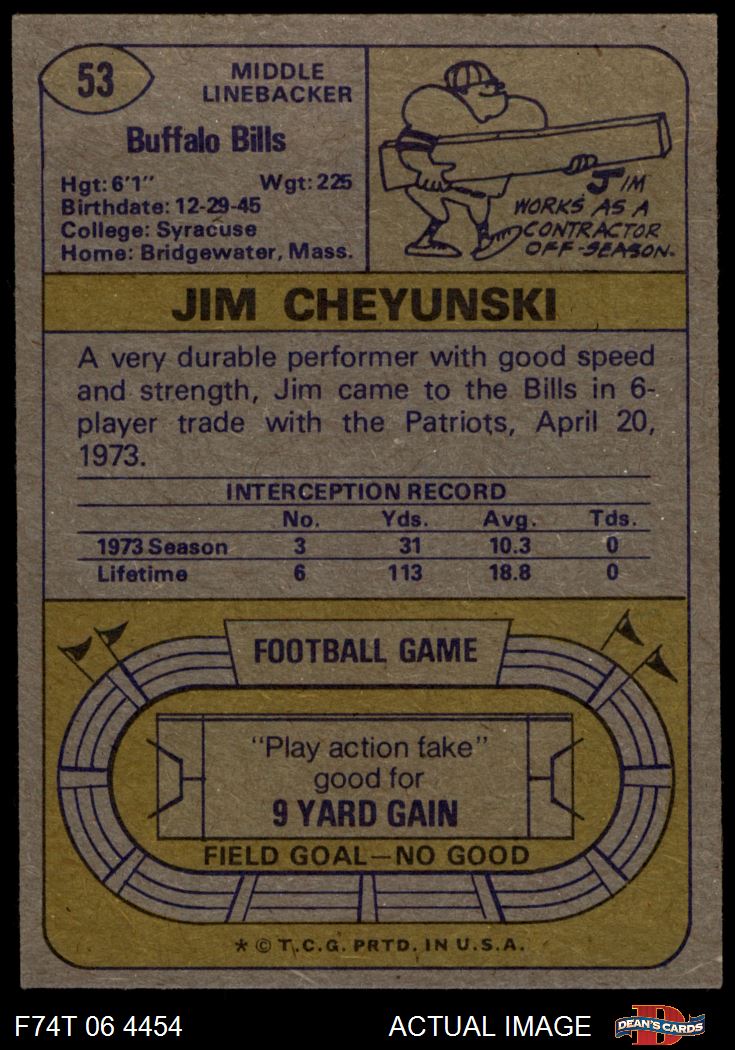 53
MIDDLE
LINEBACKER
Buffalo Bills
Hgt: 6'1" Wgt: 225
Birthdate: 12-29-45
College: Syracuse
Home: Bridgewater, Mass.
JIM
WORKS AS A
CONTRACTOR
OFF-SEASON.
JIM CHEYUNSKI
A very durable performer with good speed
and strength, Jim came to the Bills in 6-
player trade with the Patriots, April 20,
1973.
INTERCEPTION RECORD
No. Yds. Avg. Tds.
1973 Season 3 31 10.3 0
Lifetime 6 113 18.8 0
FOOTBALL GAME
"Play action fake"
good for
9 YARD GAIN
FIELD GOAL—NO GOOD
* © T.C.G. PRTD. IN U.S.A.
F74T 06 4454 ACTUAL IMAGE
DEAN'S CARDS